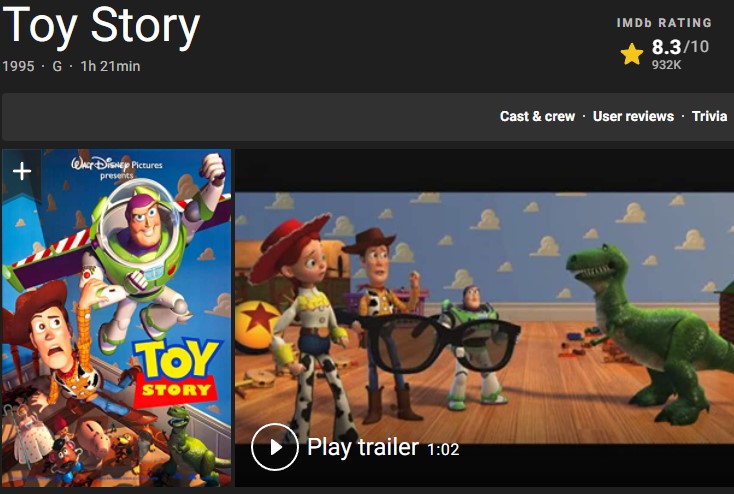 Toy Story
IMDb RATING
8.3/10
932K
1995 · G · 1h 21min
Cast & crew · User reviews · Trivia
WALT DISNEY Pictures
presents
TOY
STORY
Play trailer 1:02